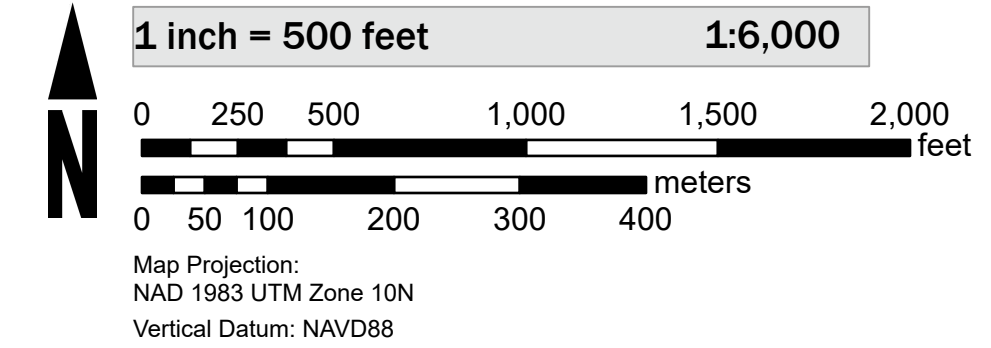 1 inch = 500 feet 1:6,000
0 250 500 1,000 1,500 2,000
feet
meters
0 50 100 200 300 400
N
Map Projection:
NAD 1983 UTM Zone 10N
Vertical Datum: NAVD88